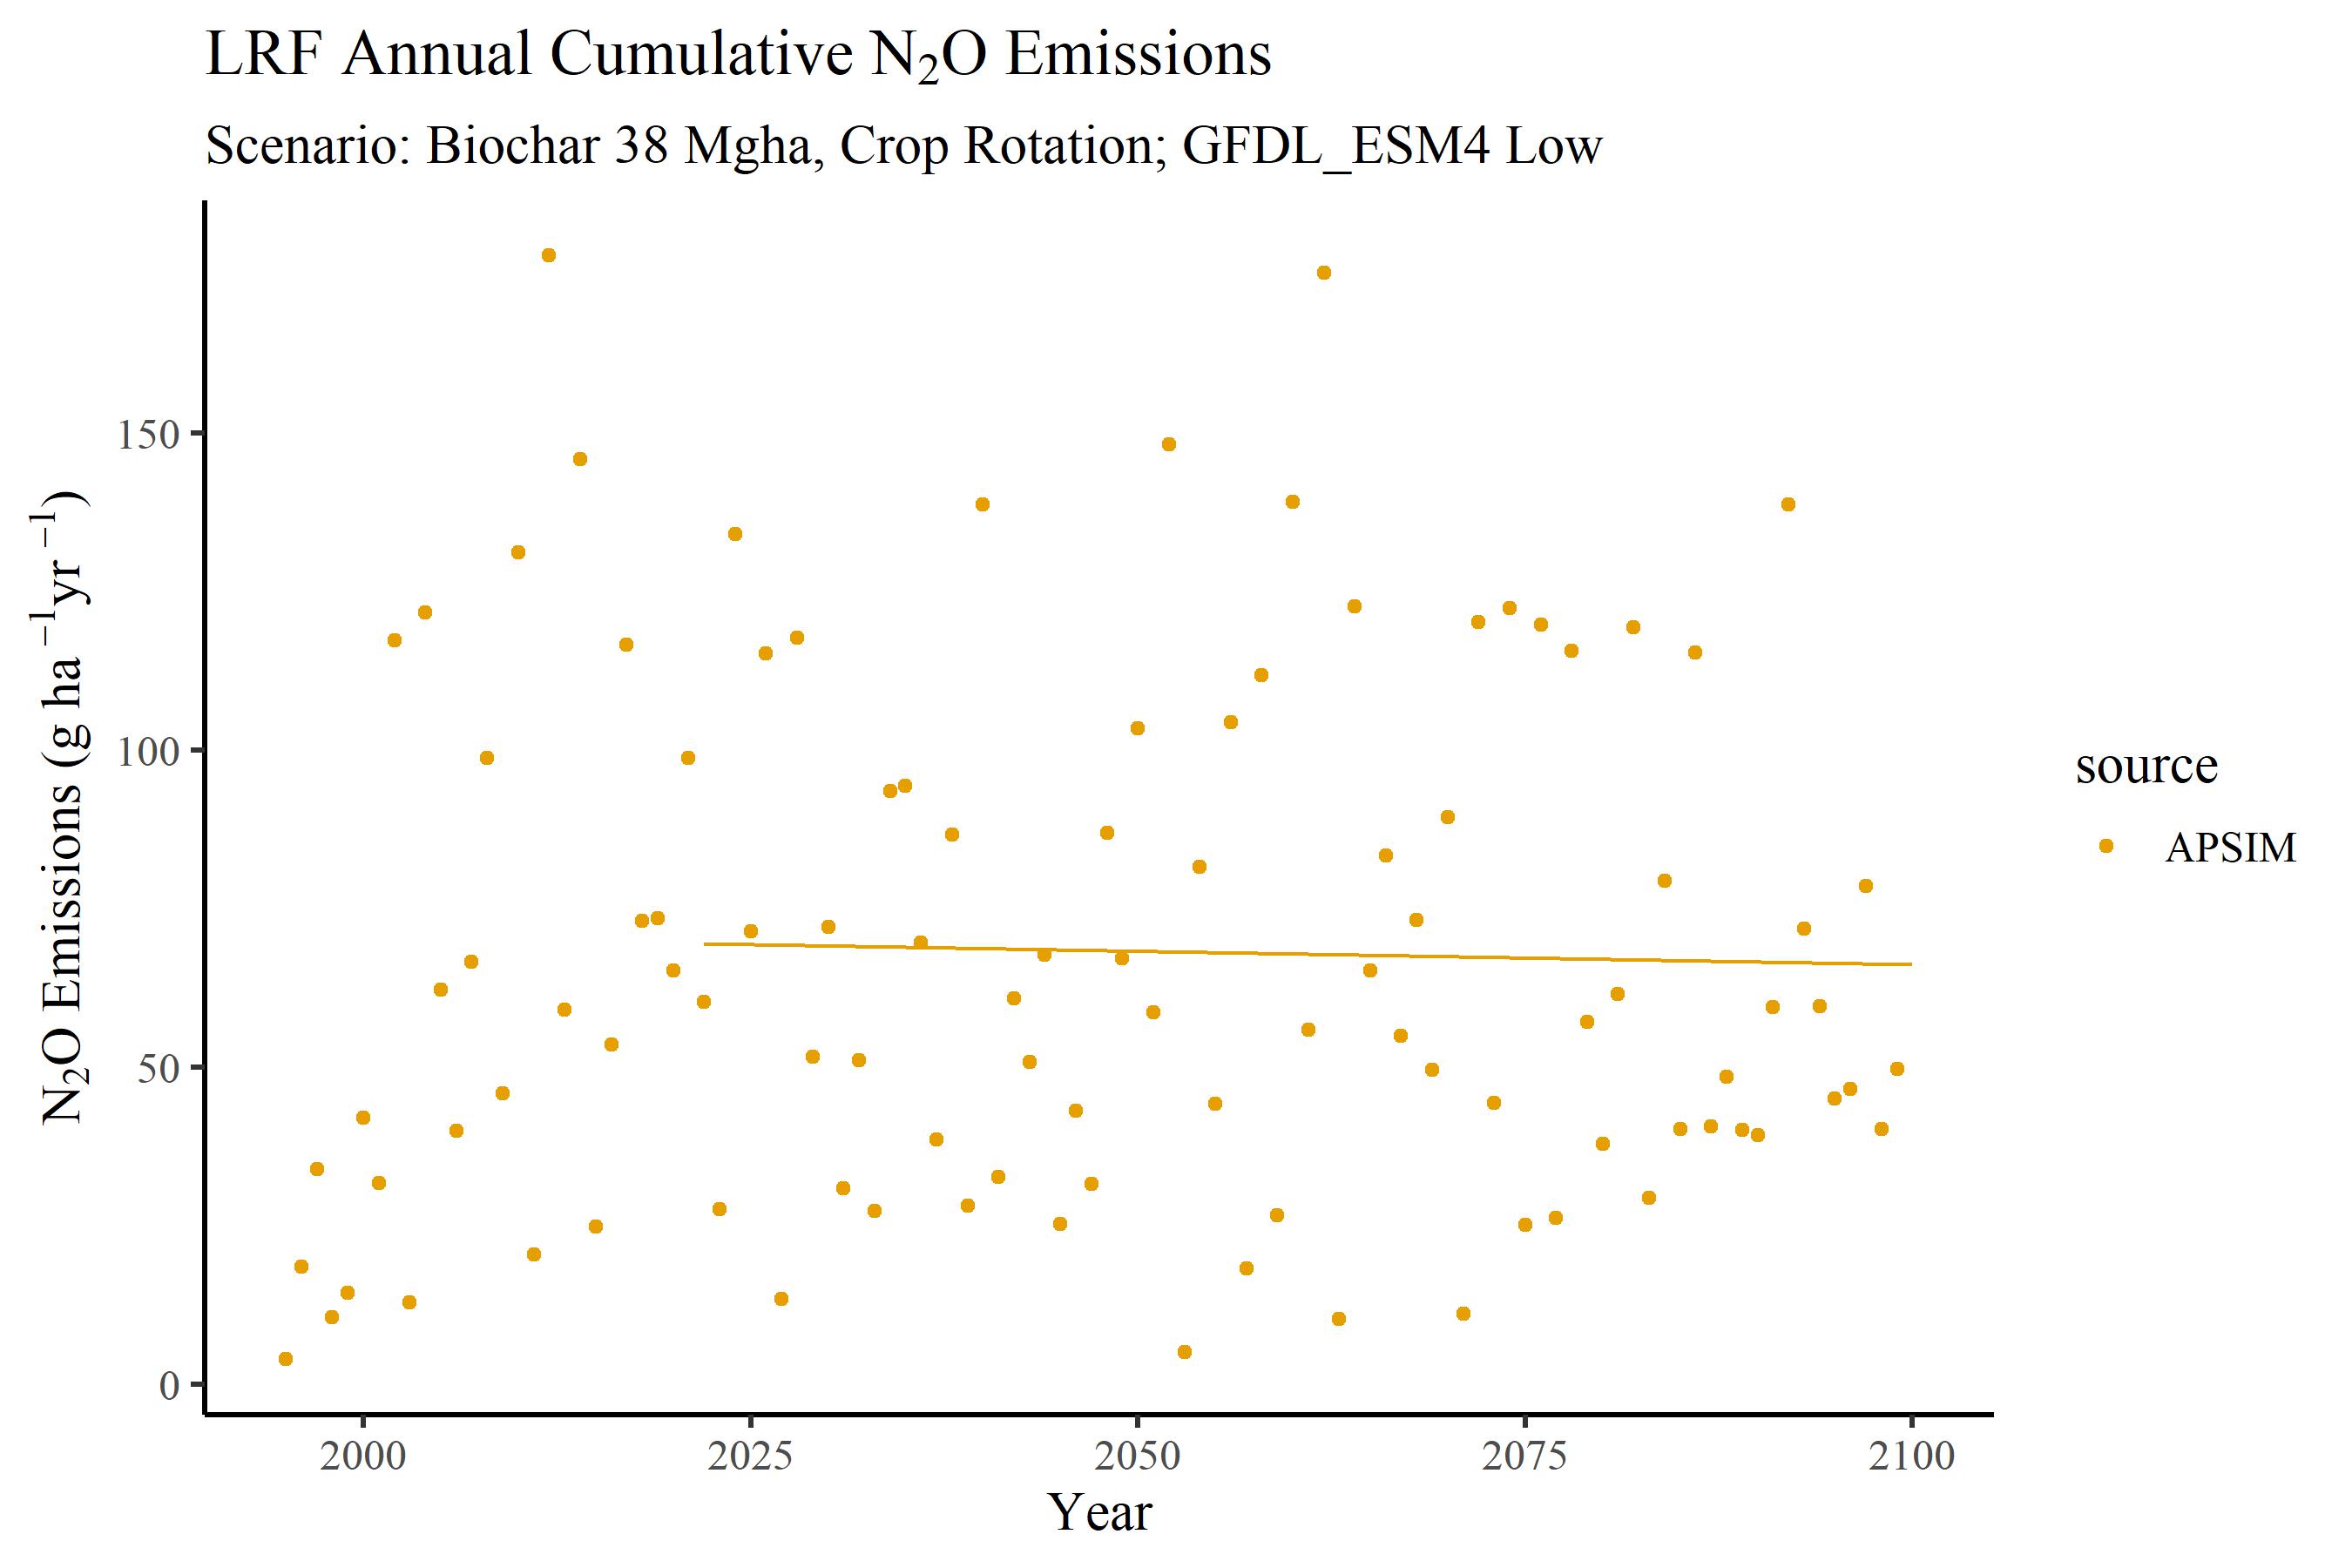 LRF Annual Cumulative N₂O Emissions
Scenario: Biochar 38 Mgha, Crop Rotation; GFDL_ESM4 Low
N₂O Emissions (g ha ⁻¹yr ⁻¹)
150
100
50
0
2000 2025 2050 2075 2100
Year
source
APSIM